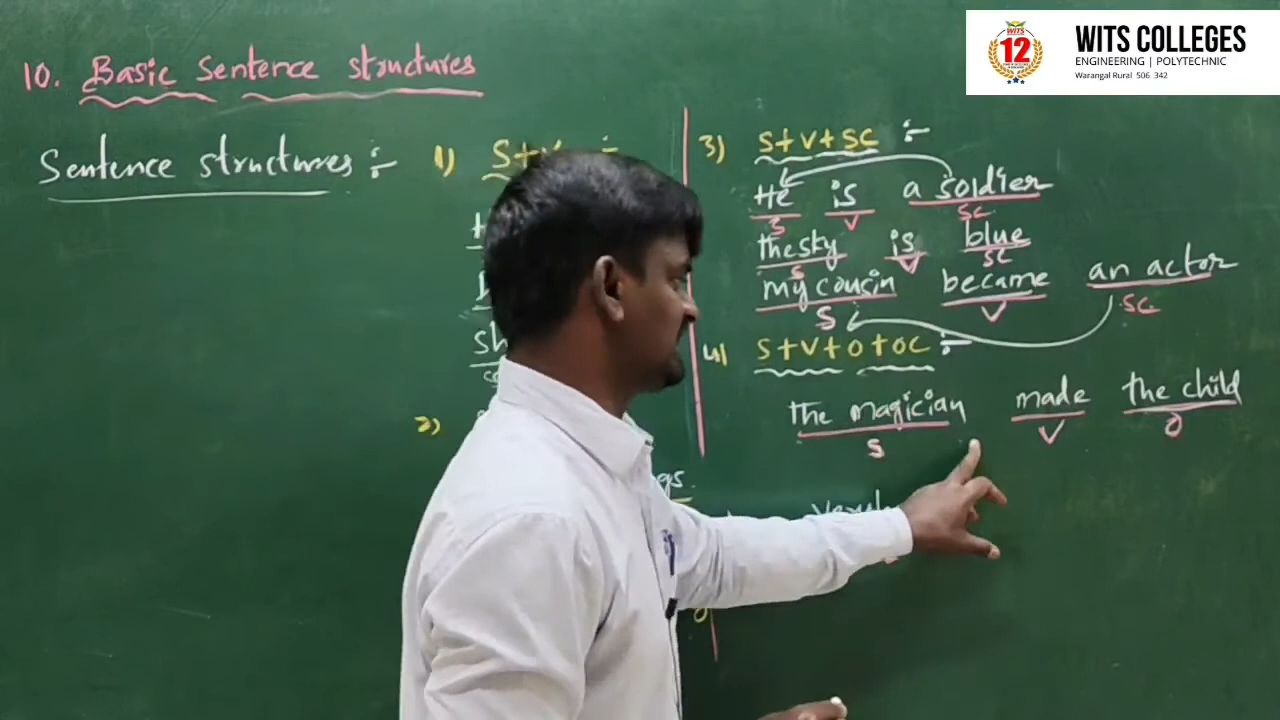 WITS
12
WITS COLLEGES
ENGINEERING | POLYTECHNIC
Warangal Rural 506 342
10. Basic Sentence structures
Sentence structures :-
1) S+V :-
sh
2)
3) S+V+SC :-
He is a soldier
S V SC
the sky is blue
S V SC
my cousin became an actor
S V SC
4) S+V+O+OC :-
the magician made the child
S V O